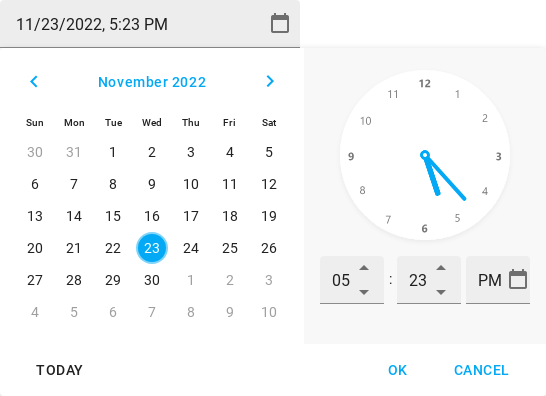 11/23/2022, 5:23 PM
November 2022
Sun Mon Tue Wed Thu Fri Sat
30 31 1 2 3 4 5
6 7 8 9 10 11 12
13 14 15 16 17 18 19
20 21 22 23 24 25 26
27 28 29 30 1 2 3
4 5 6 7 8 9 10
12
11 1
10 2
9 3
8 4
7 5
6
05 : 23 PM
TODAY OK CANCEL